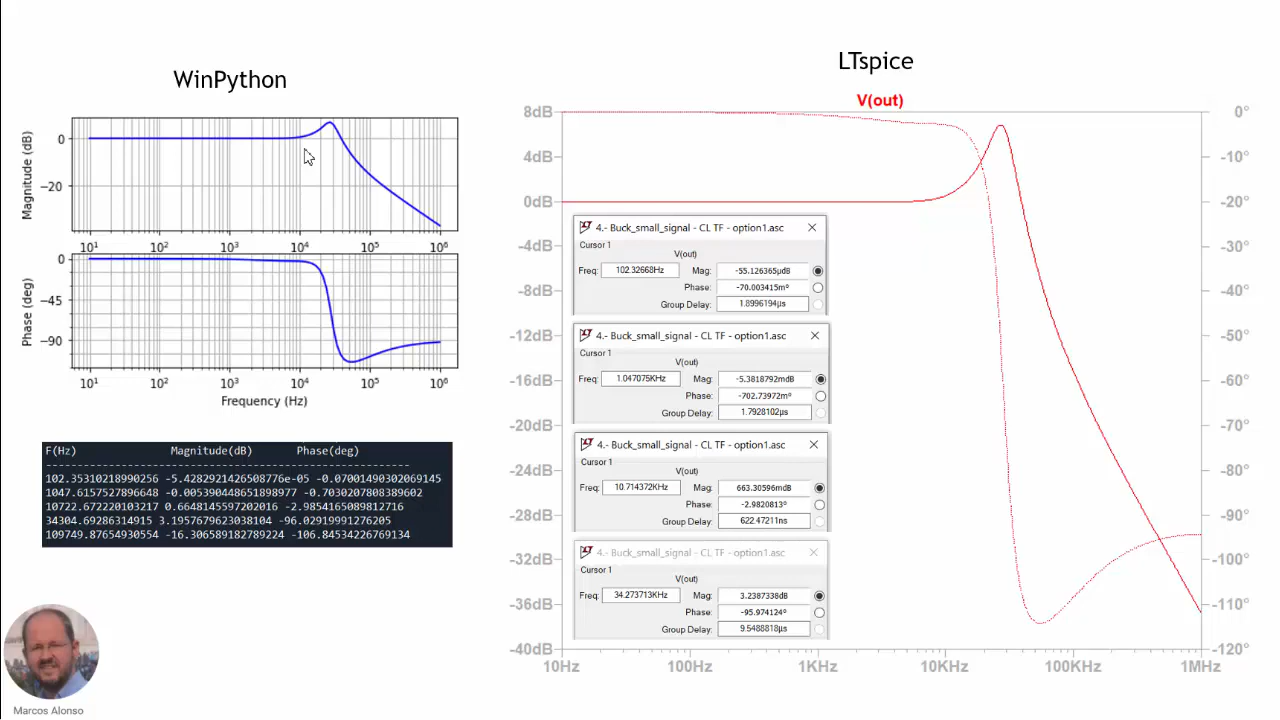 WinPython
Magnitude (dB)
0
−20
10¹ 10² 10³ 10⁴ 10⁵ 10⁶
Phase (deg)
0
−45
−90
10¹ 10² 10³ 10⁴ 10⁵ 10⁶
Frequency (Hz)
F(Hz) Magnitude(dB) Phase(deg)
--------------------------------------------------
102.35310218990256 -5.4282921426508776e-05 -0.07001490302069145
1047.6157527896648 -0.005390448651898977 -0.7030207808389602
10722.672220103217 0.6648145597202016 -2.9854165089812716
34304.69286314915 3.1957679623038104 -96.02919991276205
109749.87654930554 -16.306589182789224 -106.84534226769134
Marcos Alonso
LTspice
V(out)
8dB 0°
4dB -10°
0dB -20°
-4dB -30°
-8dB -40°
-12dB -50°
-16dB -60°
-20dB -70°
-24dB -80°
-28dB -90°
-32dB -100°
-36dB -110°
-40dB -120°
10Hz 100Hz 1KHz 10KHz 100KHz 1MHz
4.- Buck_small_signal - CL TF - option1.asc
Cursor 1
V(out)
Freq: 102.32668Hz Mag: -55.126365µdB
Phase: -70.003415m°
Group Delay: 1.8996194µs
4.- Buck_small_signal - CL TF - option1.asc
Cursor 1
V(out)
Freq: 1.047075KHz Mag: -5.3818792mdB
Phase: -702.73972m°
Group Delay: 1.7928102µs
4.- Buck_small_signal - CL TF - option1.asc
Cursor 1
V(out)
Freq: 10.714372KHz Mag: 663.30596mdB
Phase: -2.9820813°
Group Delay: 622.47211ns
4.- Buck_small_signal - CL TF - option1.asc
Cursor 1
V(out)
Freq: 34.273713KHz Mag: 3.2387338dB
Phase: -95.974124°
Group Delay: 9.5488818µs